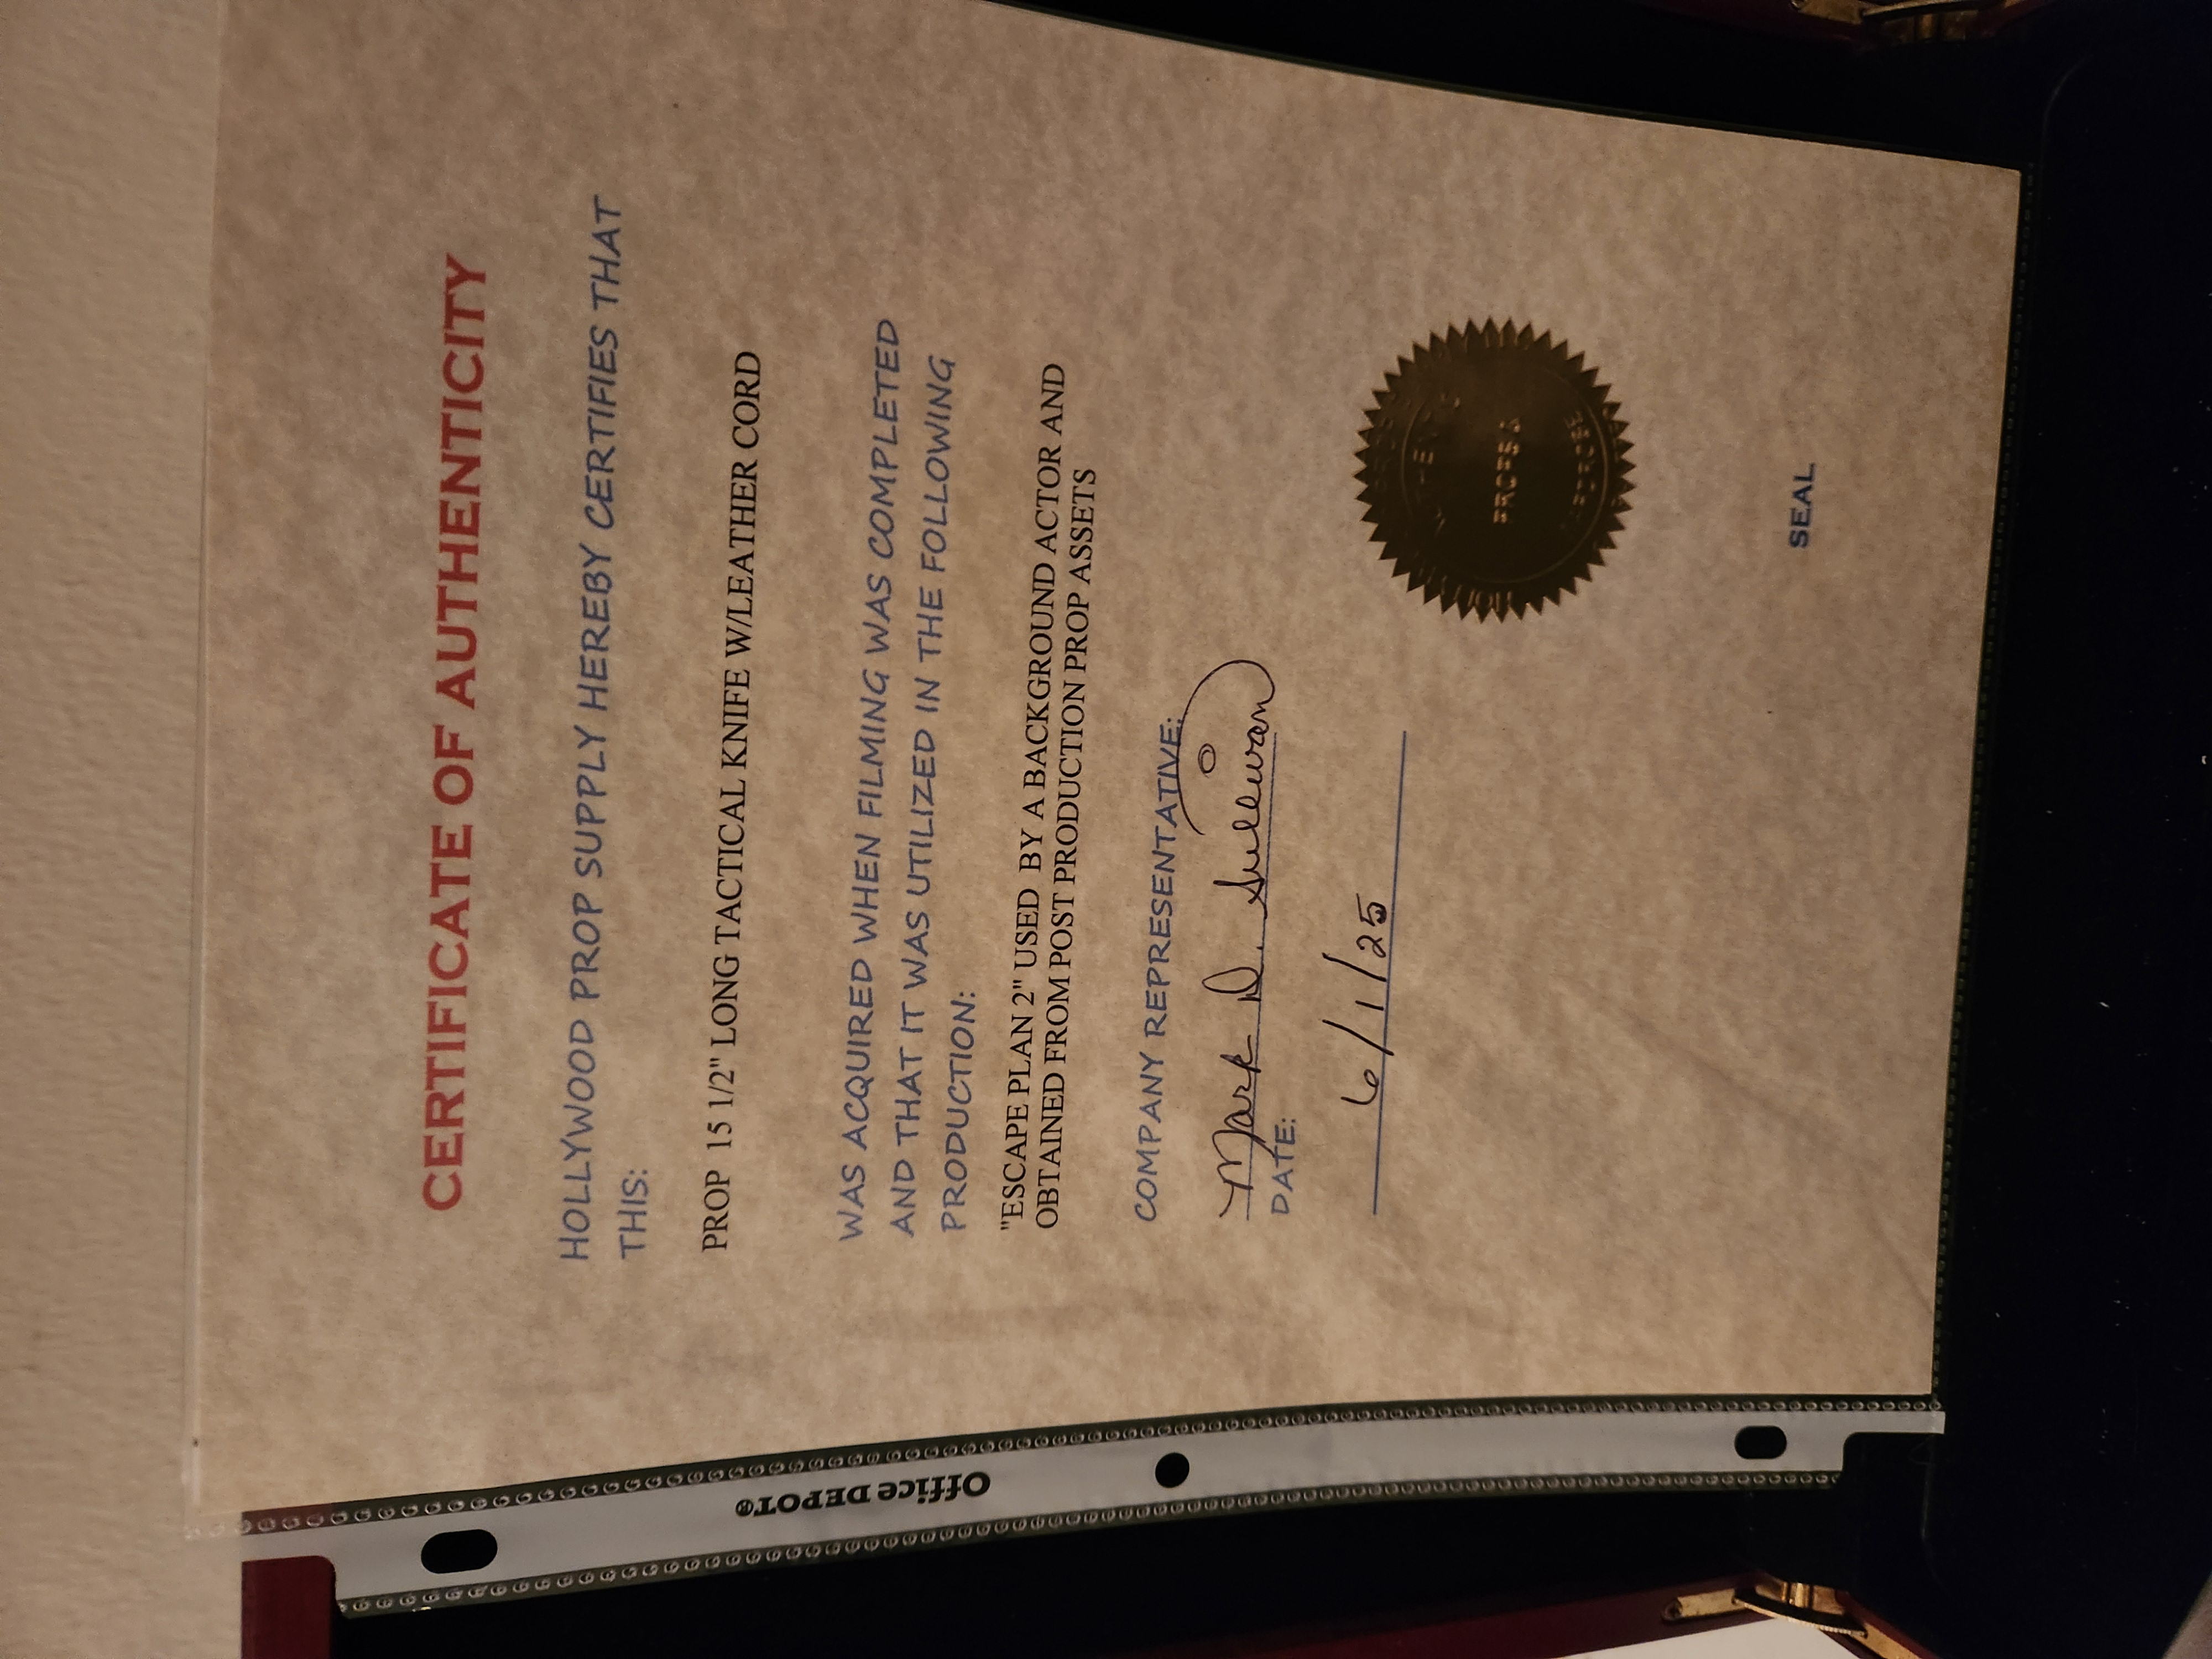 CERTIFICATE OF AUTHENTICITY
HOLLYWOOD PROP SUPPLY HEREBY CERTIFIES THAT
THIS:
PROP 15 1/2" LONG TACTICAL KNIFE W/LEATHER CORD
WAS ACQUIRED WHEN FILMING WAS COMPLETED
AND THAT IT WAS UTILIZED IN THE FOLLOWING
PRODUCTION:
"ESCAPE PLAN 2" USED BY A BACKGROUND ACTOR AND
OBTAINED FROM POST PRODUCTION PROP ASSETS
COMPANY REPRESENTATIVE:
Mark D. Sullivan
DATE:
6/1/25
PROPS &
SEAL
Office DEPOT®